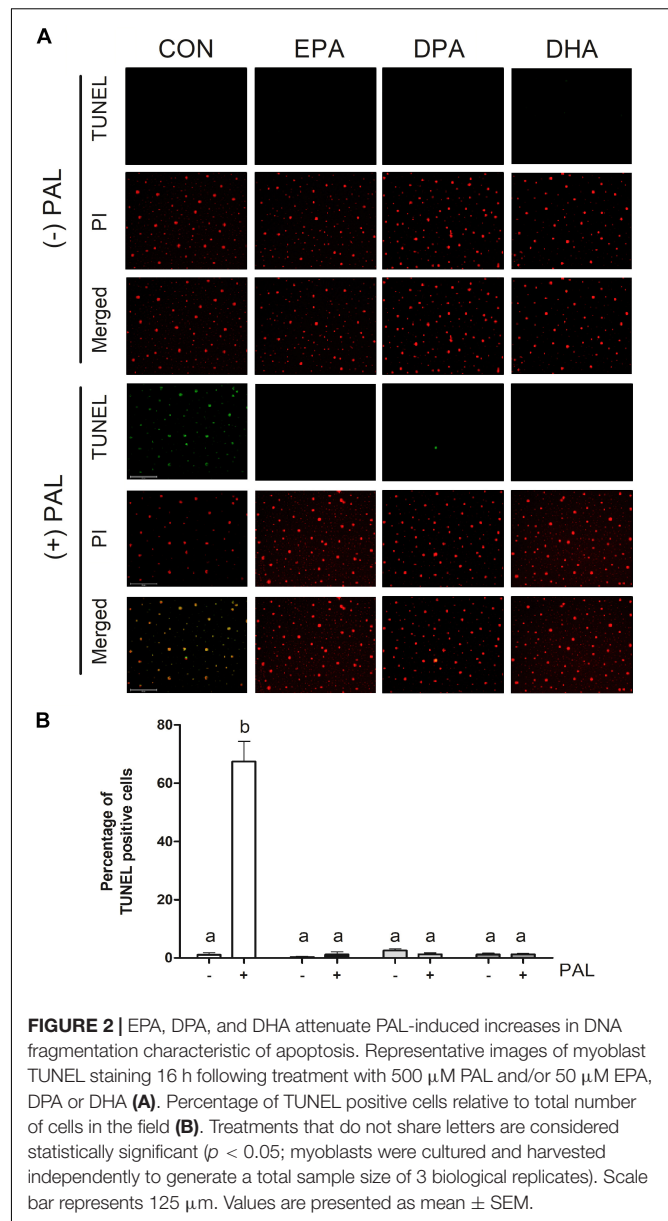 A
CON EPA DPA DHA
(-) PAL
TUNEL
PI
Merged
(+) PAL
TUNEL
PI
Merged
B
Percentage of
TUNEL positive cells
80
60
40
20
0
a b a a a a a a
- + - + - + - + PAL
FIGURE 2 | EPA, DPA, and DHA attenuate PAL-induced increases in DNA
fragmentation characteristic of apoptosis. Representative images of myoblast
TUNEL staining 16 h following treatment with 500 μM PAL and/or 50 μM EPA,
DPA or DHA (A). Percentage of TUNEL positive cells relative to total number
of cells in the field (B). Treatments that do not share letters are considered
statistically significant (p < 0.05; myoblasts were cultured and harvested
independently to generate a total sample size of 3 biological replicates). Scale
bar represents 125 μm. Values are presented as mean ± SEM.